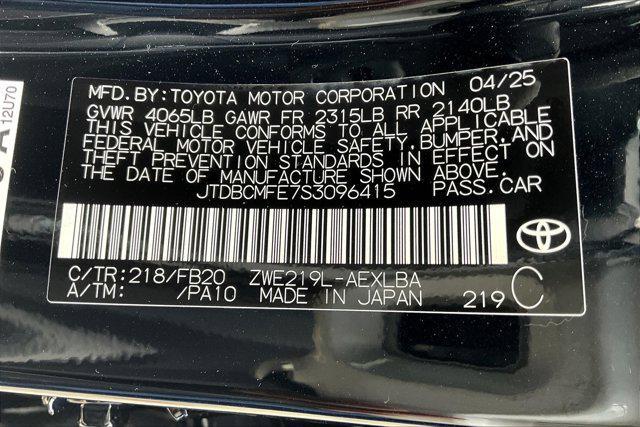 MFD. BY: TOYOTA MOTOR CORPORATION 04/25
GVWR 4065LB GAWR FR 2315LB RR 2140LB
THIS VEHICLE CONFORMS TO ALL APPLICABLE
FEDERAL MOTOR VEHICLE SAFETY, BUMPER, AND
THEFT PREVENTION STANDARDS IN EFFECT ON
THE DATE OF MANUFACTURE SHOWN ABOVE.
JTDBCMFE7S3096415 PASS. CAR
TOYOTA
C/TR: 218/FB20 ZWE219L-AEXLBA
A/TM: /PA10 MADE IN JAPAN 219 C
12U70